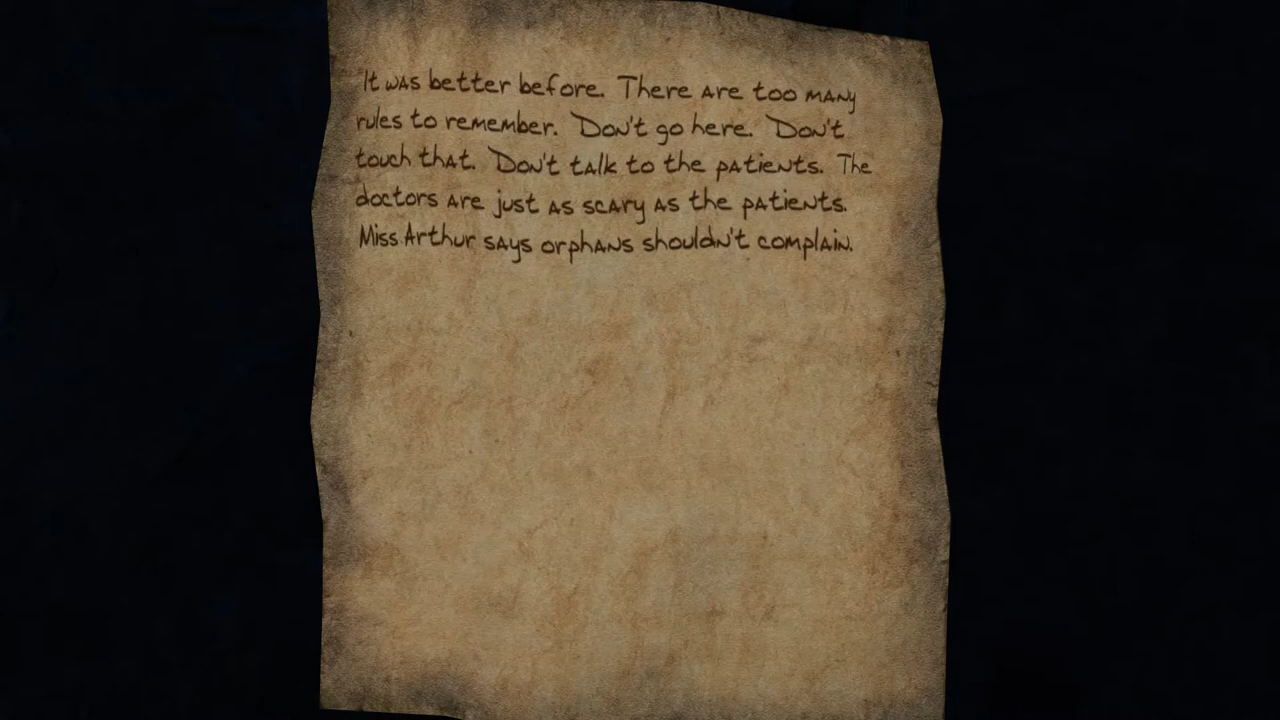 It was better before. There are too many
rules to remember. Don't go here. Don't
touch that. Don't talk to the patients. The
doctors are just as scary as the patients.
Miss Arthur says orphans shouldn't complain.